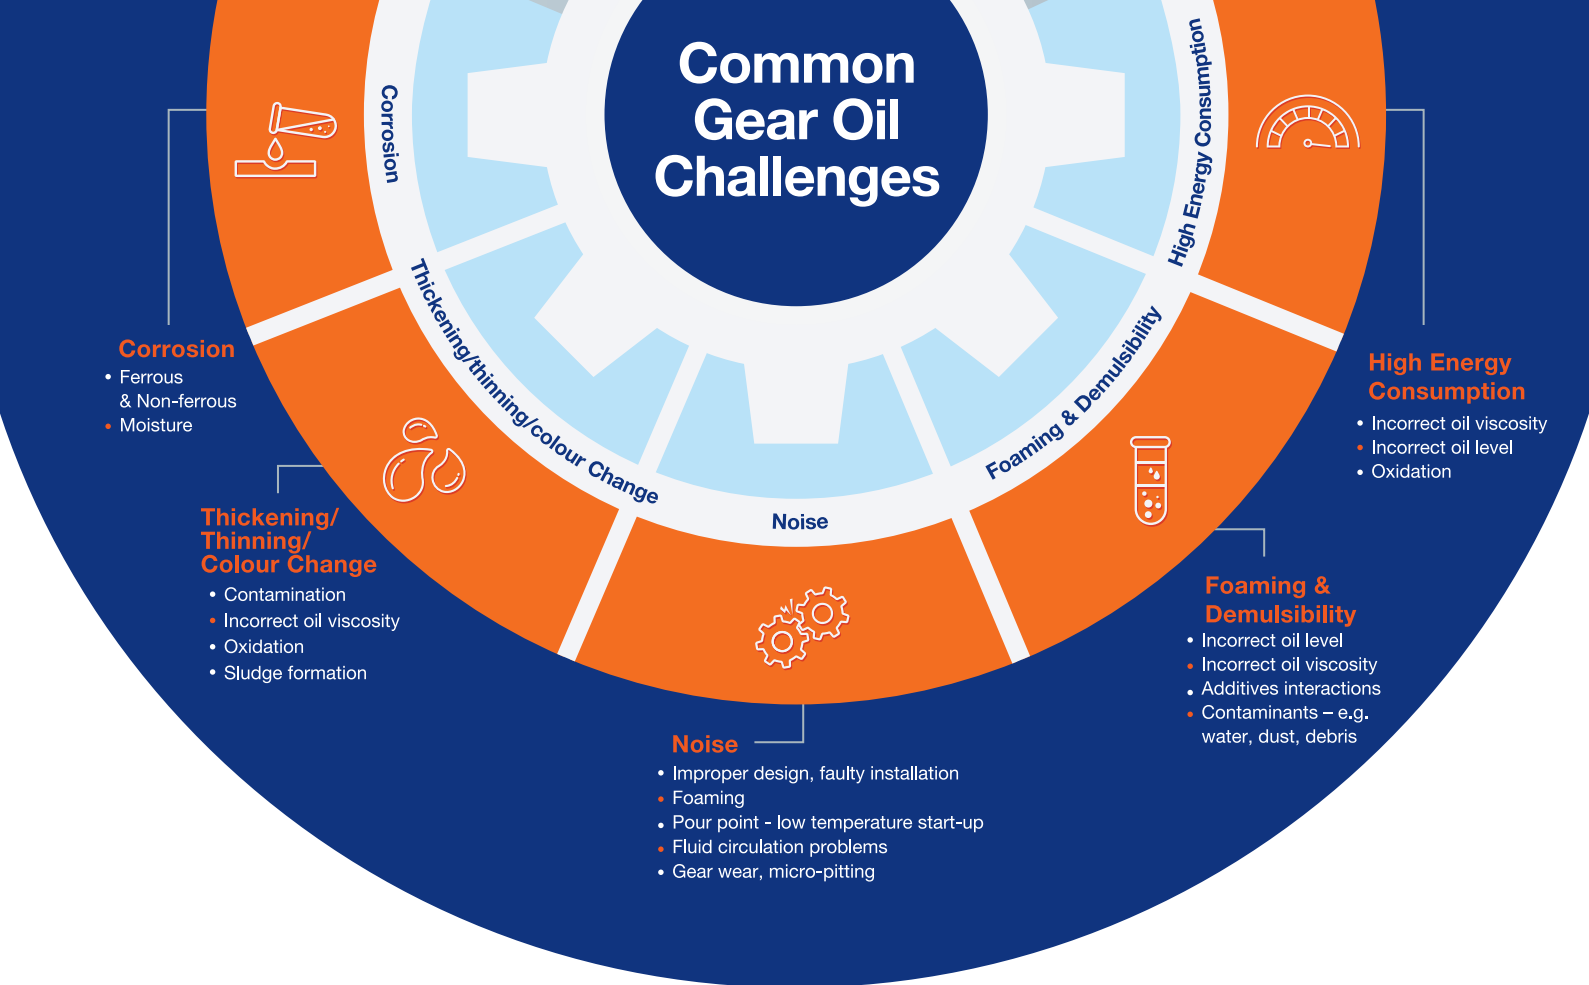 Common
Gear Oil
Challenges
Corrosion
Thickening/thinning/colour Change
Noise
Foaming & Demulsibility
High Energy Consumption
Corrosion
• Ferrous
& Non-ferrous
• Moisture
Thickening/
Thinning/
Colour Change
• Contamination
• Incorrect oil viscosity
• Oxidation
• Sludge formation
Noise
• Improper design, faulty installation
• Foaming
• Pour point - low temperature start-up
• Fluid circulation problems
• Gear wear, micro-pitting
Foaming &
Demulsibility
• Incorrect oil level
• Incorrect oil viscosity
• Additives interactions
• Contaminants – e.g.
water, dust, debris
High Energy
Consumption
• Incorrect oil viscosity
• Incorrect oil level
• Oxidation